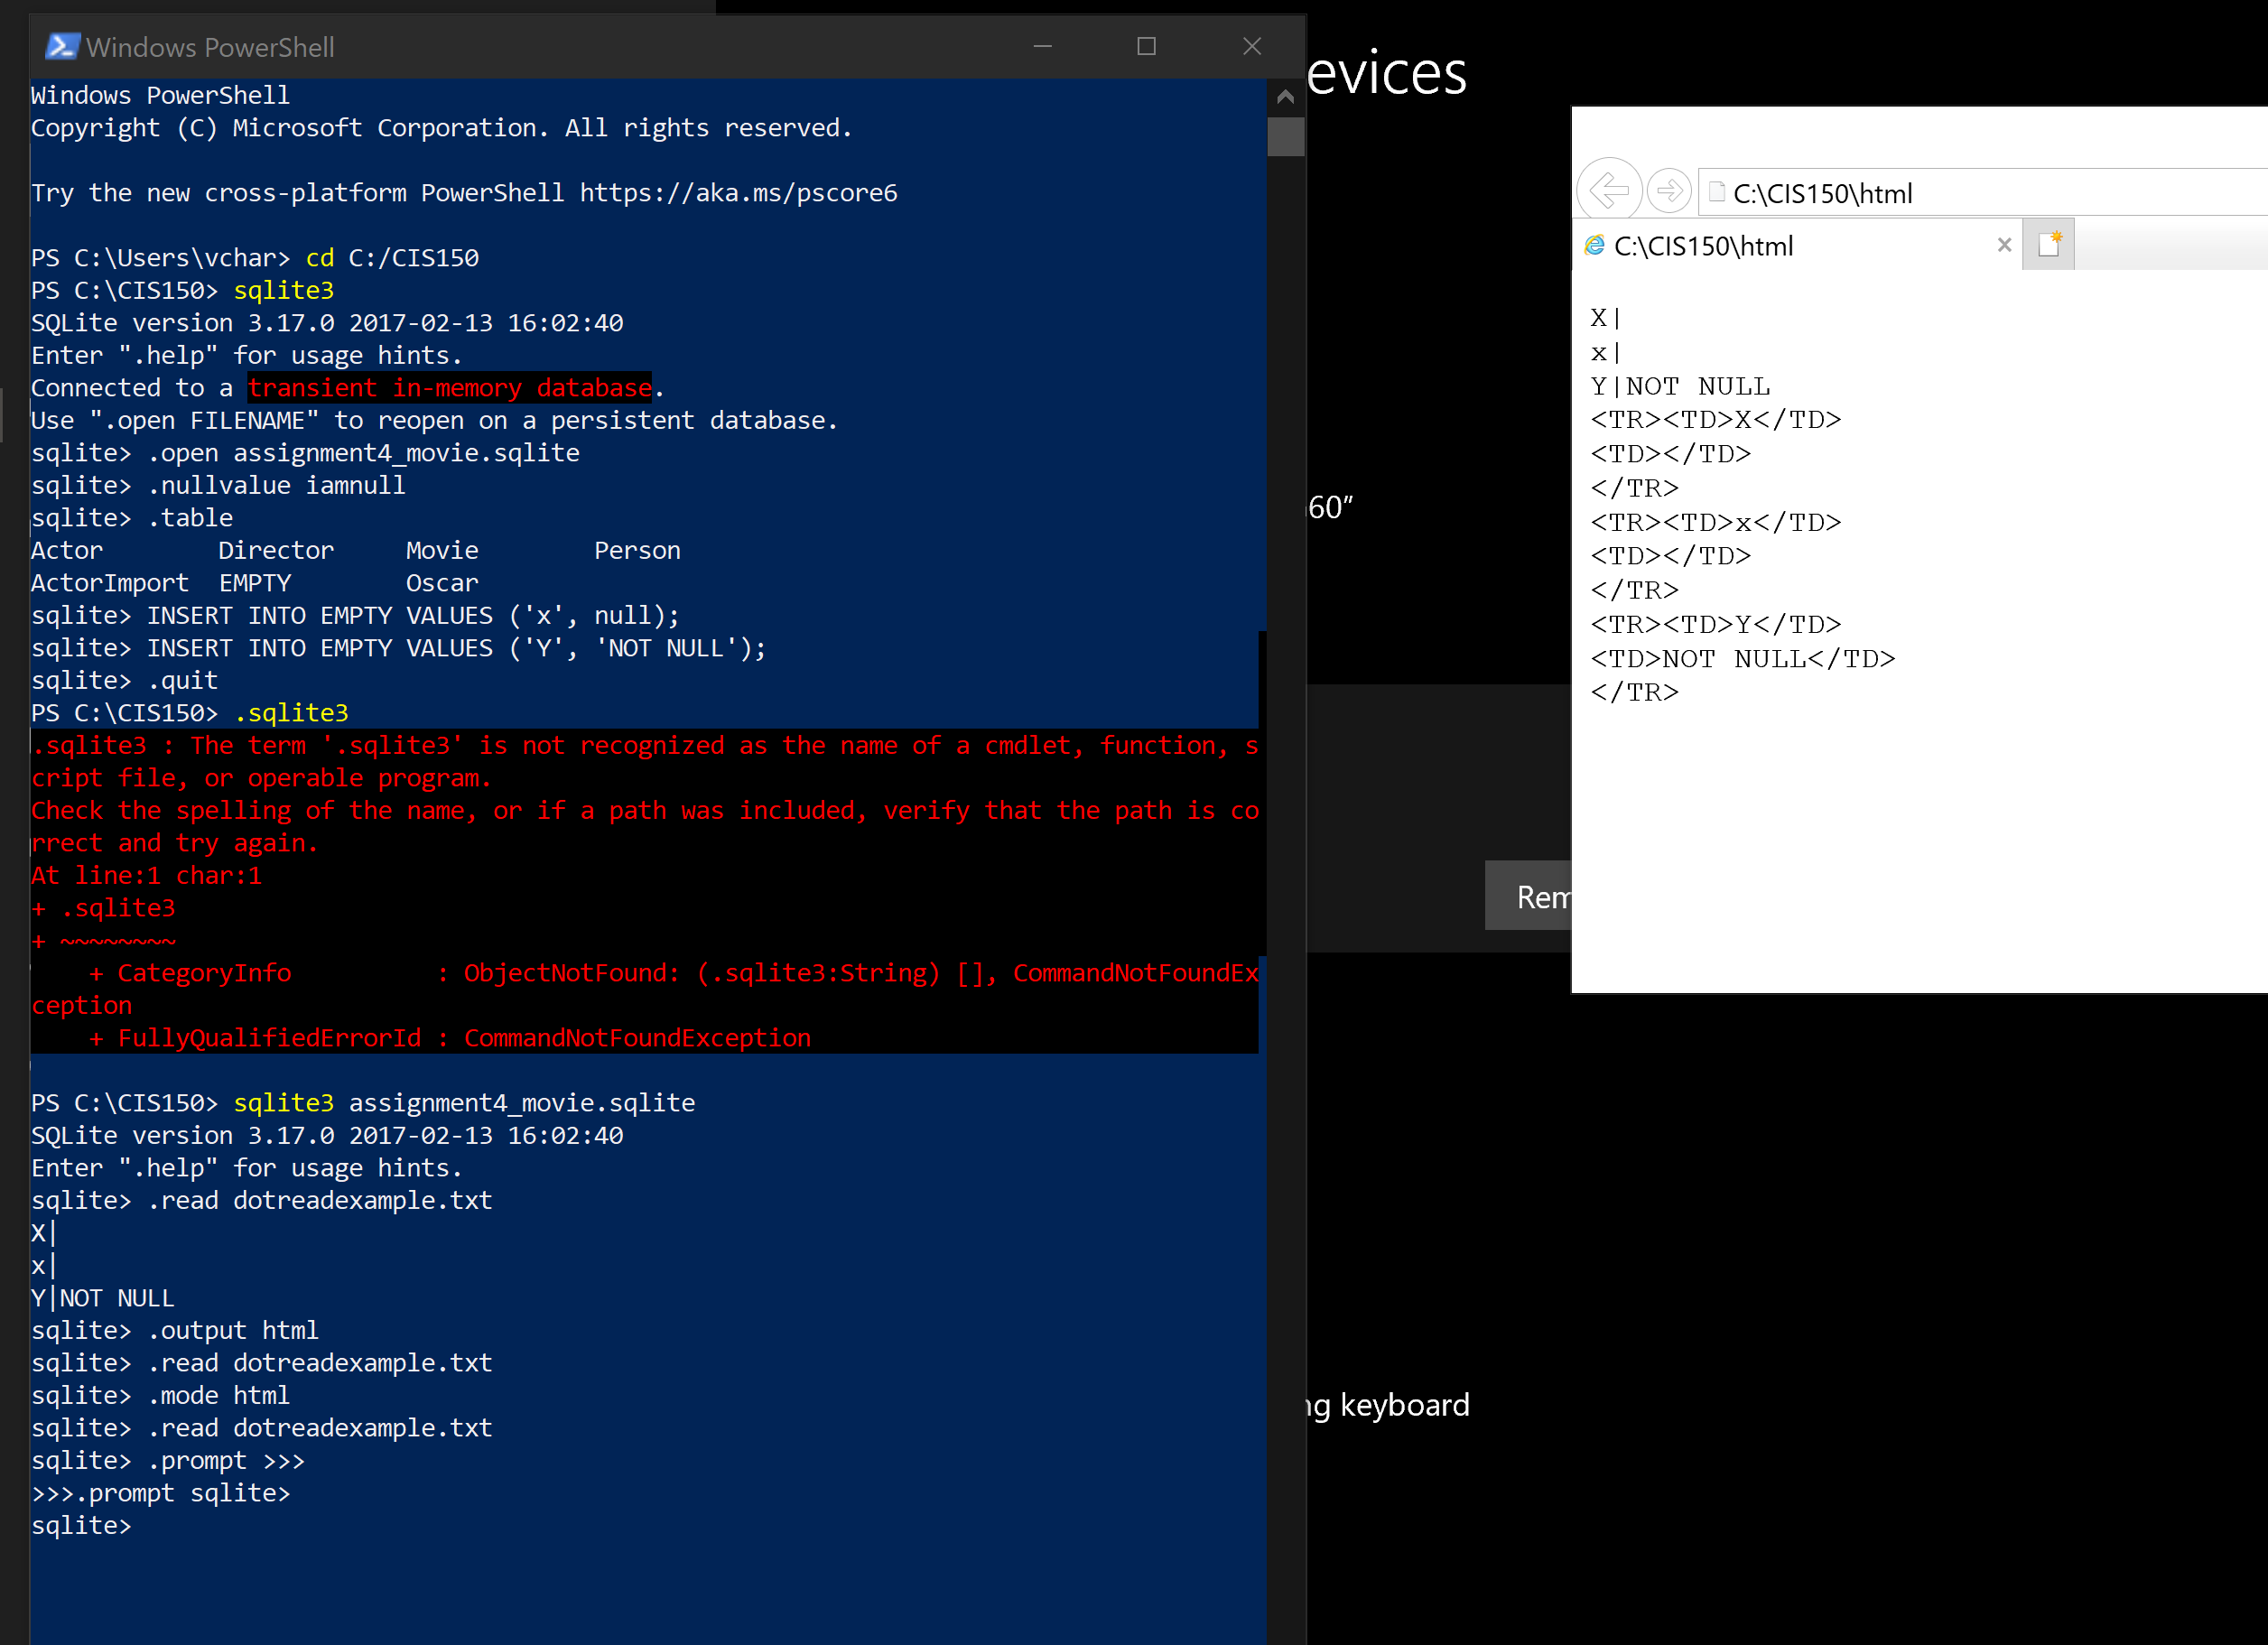 Windows PowerShell
Windows PowerShell
Copyright (C) Microsoft Corporation. All rights reserved.
Try the new cross-platform PowerShell https://aka.ms/pscore6
PS C:\Users\vchar> cd C:/CIS150
PS C:\CIS150> sqlite3
SQLite version 3.17.0 2017-02-13 16:02:40
Enter ".help" for usage hints.
Connected to a transient in-memory database.
Use ".open FILENAME" to reopen on a persistent database.
sqlite> .open assignment4_movie.sqlite
sqlite> .nullvalue iamnull
sqlite> .table
Actor        Director     Movie        Person
ActorImport  EMPTY        Oscar
sqlite> INSERT INTO EMPTY VALUES ('x', null);
sqlite> INSERT INTO EMPTY VALUES ('Y', 'NOT NULL');
sqlite> .quit
PS C:\CIS150> .sqlite3
.sqlite3 : The term '.sqlite3' is not recognized as the name of a cmdlet, function, s
cript file, or operable program.
Check the spelling of the name, or if a path was included, verify that the path is co
rrect and try again.
At line:1 char:1
+ .sqlite3
+ ~~~~~~~~
    + CategoryInfo          : ObjectNotFound: (.sqlite3:String) [], CommandNotFoundEx
ception
    + FullyQualifiedErrorId : CommandNotFoundException
PS C:\CIS150> sqlite3 assignment4_movie.sqlite
SQLite version 3.17.0 2017-02-13 16:02:40
Enter ".help" for usage hints.
sqlite> .read dotreadexample.txt
X|
x|
Y|NOT NULL
sqlite> .output html
sqlite> .read dotreadexample.txt
sqlite> .mode html
sqlite> .read dotreadexample.txt
sqlite> .prompt >>>
>>>.prompt sqlite>
sqlite>
evices
60"
Rem
ng keyboard
C:\CIS150\html
C:\CIS150\html
X|
x|
Y|NOT NULL
<TR><TD>X</TD>
<TD></TD>
</TR>
<TR><TD>x</TD>
<TD></TD>
</TR>
<TR><TD>Y</TD>
<TD>NOT NULL</TD>
</TR>